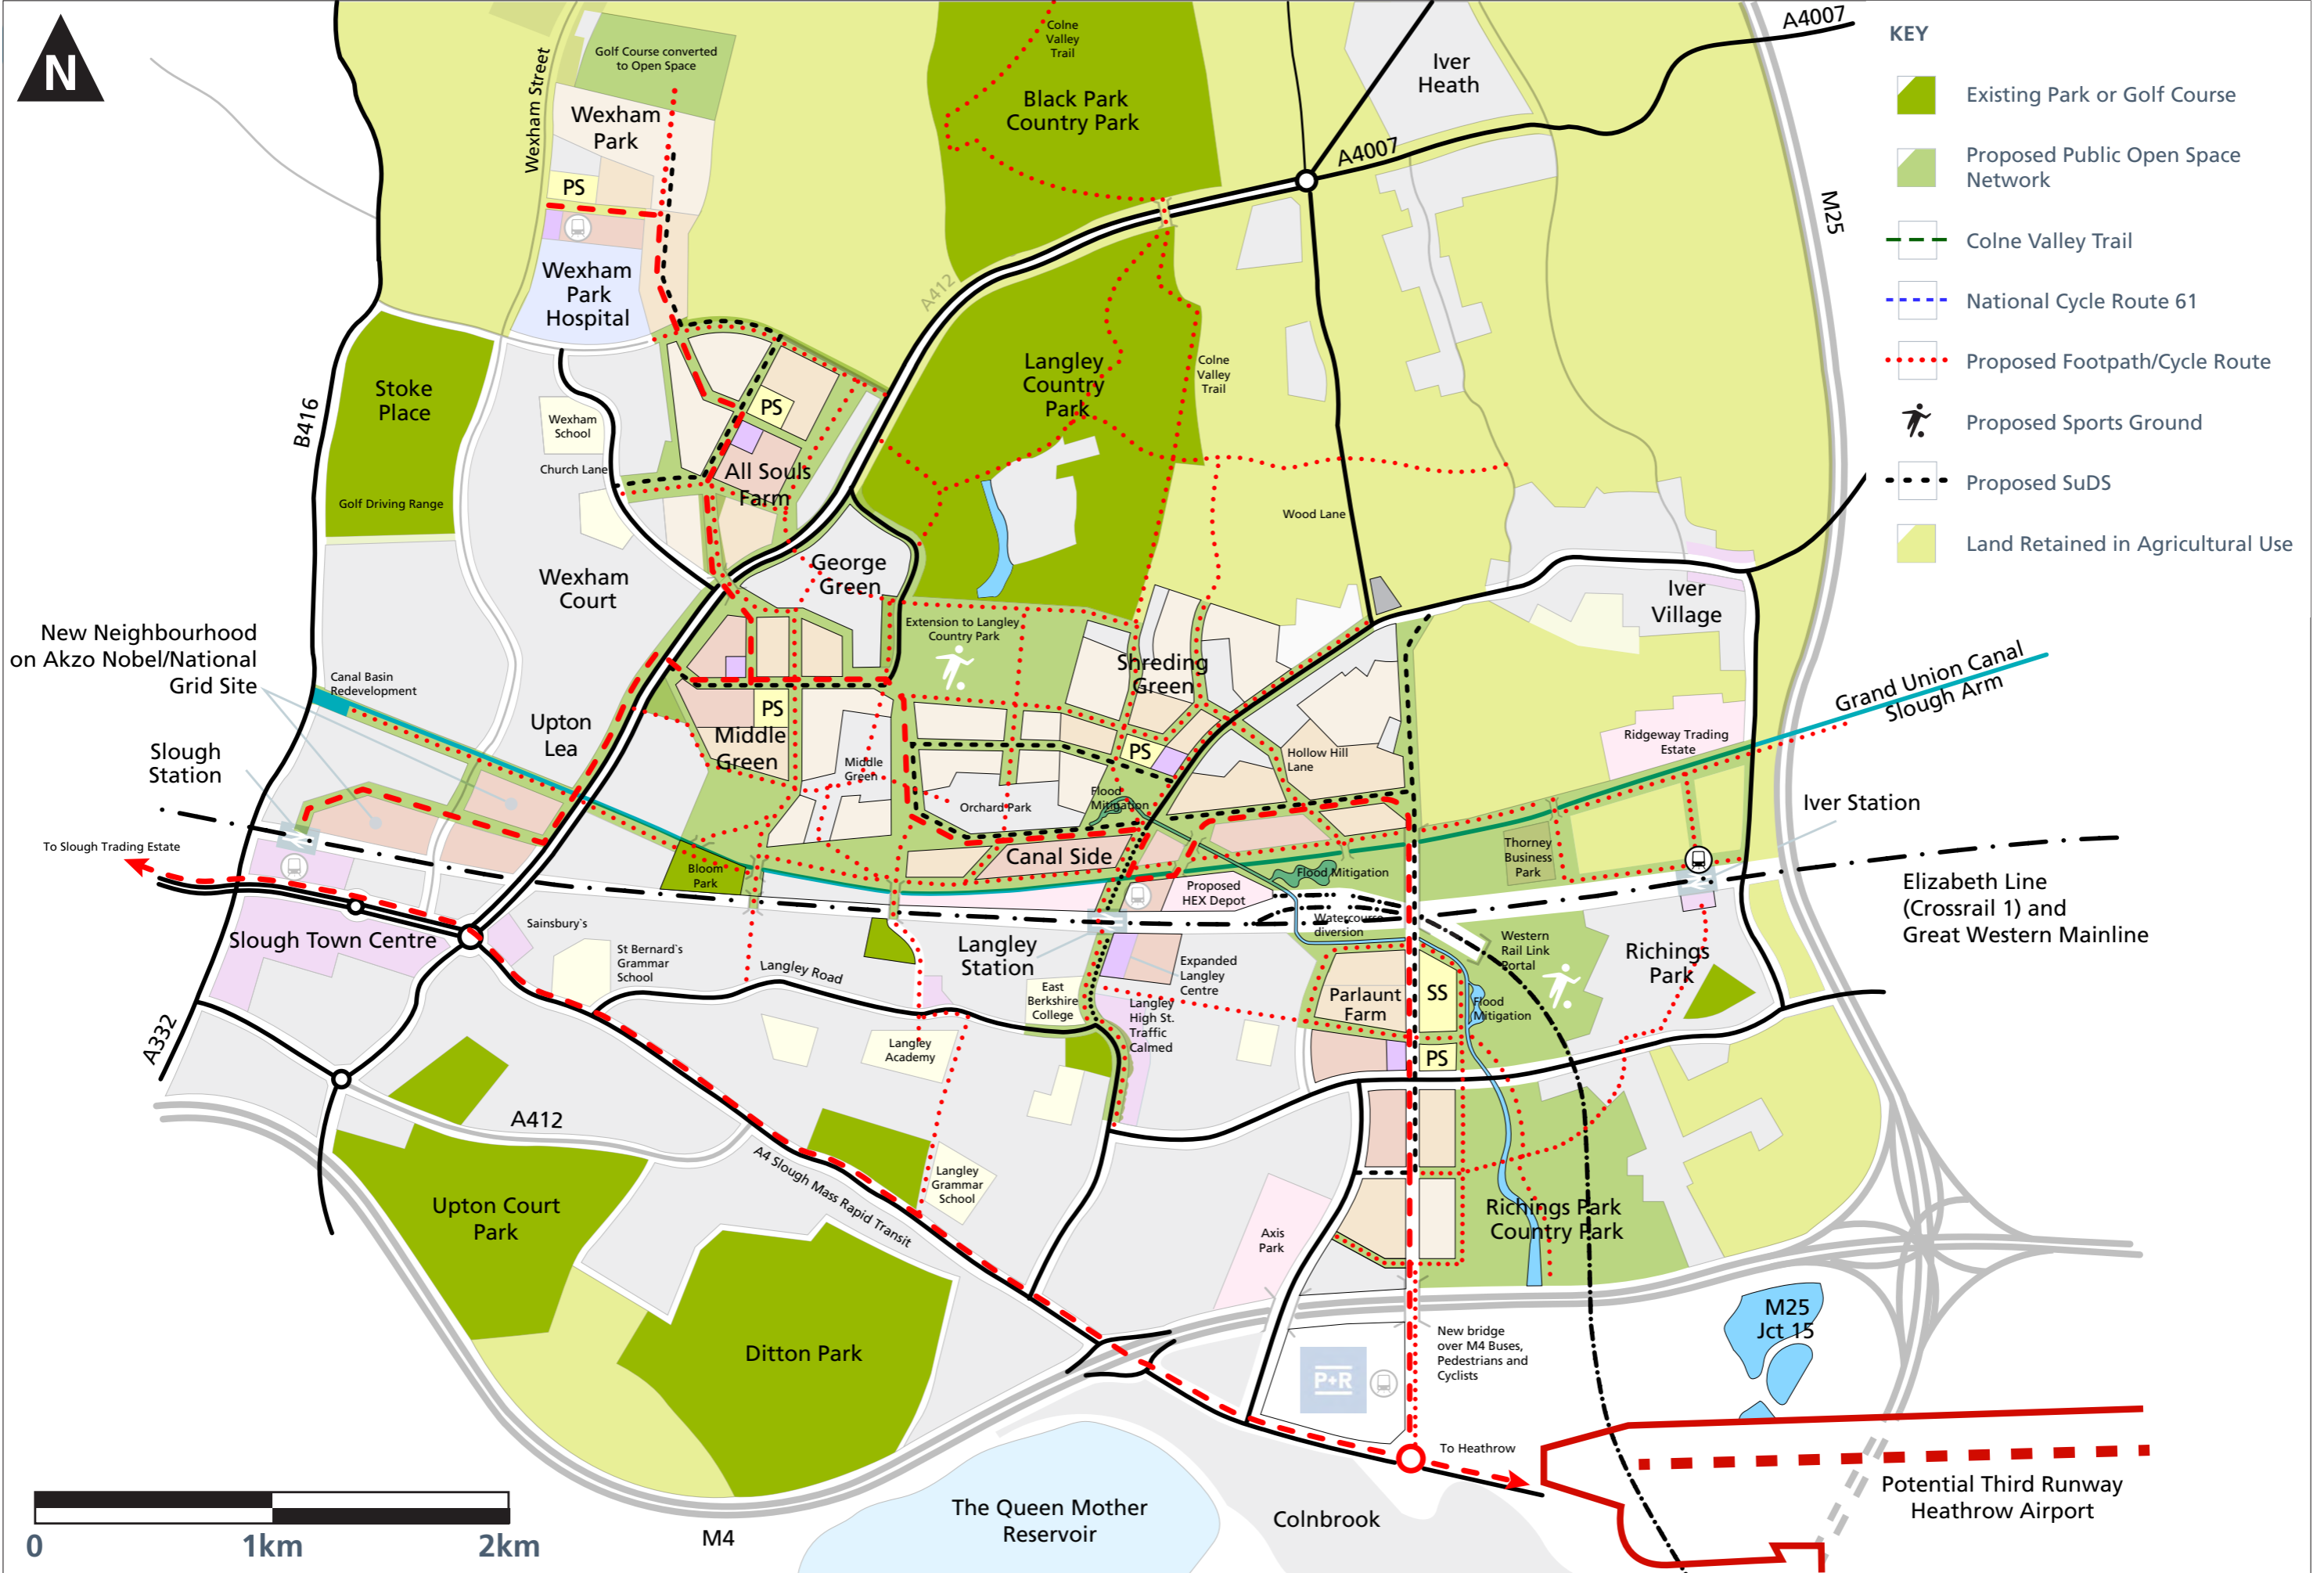 N
Wexham Street
Golf Course converted
to Open Space
Colne
Valley
Trail
A4007
KEY
Existing Park or Golf Course
Proposed Public Open Space
Network
Colne Valley Trail
National Cycle Route 61
Proposed Footpath/Cycle Route
Proposed Sports Ground
Proposed SuDS
Land Retained in Agricultural Use
Iver
Heath
Black Park
Country Park
Wexham
Park
A4007
PS
M25
Wexham
Park
Hospital
A412
Stoke
Place
B416
Golf Driving Range
Wexham
School
Church Lane
PS
All Souls
Farm
Langley
Country
Park
Colne
Valley
Trail
Wood Lane
George
Green
Wexham
Court
Iver
Village
Extension to Langley
Country Park
Shreding
Green
New Neighbourhood
on Akzo Nobel/National
Grid Site
Canal Basin
Redevelopment
Grand Union Canal
Slough Arm
Upton
Lea
PS
Middle
Green
Middle
Green
PS
Hollow Hill
Lane
Ridgeway Trading
Estate
Slough
Station
Orchard Park
Flood
Mitigation
Iver Station
To Slough Trading Estate
Canal Side
Bloom
Park
Thorney
Business
Park
Flood Mitigation
Proposed
HEX Depot
Elizabeth Line
(Crossrail 1) and
Great Western Mainline
Watercourse
diversion
Slough Town Centre
Sainsbury`s
St Bernard`s
Grammar
School
Langley Road
Langley
Station
Expanded
Langley
Centre
Western
Rail Link
Portal
Richings
Park
East
Berkshire
College
Langley
High St.
Traffic
Calmed
Parlaunt
Farm
SS
Flood
Mitigation
A332
Langley
Academy
PS
A412
A4 Slough Mass Rapid Transit
Langley
Grammar
School
Upton Court
Park
Axis
Park
Richings Park
Country Park
Ditton Park
M25
Jct 15
New bridge
over M4 Buses,
Pedestrians and
Cyclists
P+R
To Heathrow
Potential Third Runway
Heathrow Airport
The Queen Mother
Reservoir
Colnbrook
M4
0
1km
2km